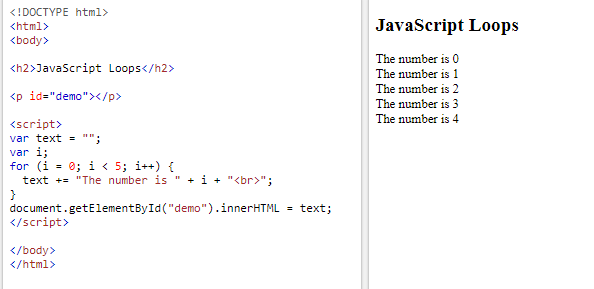 <!DOCTYPE html>
<html>
<body>
<h2>JavaScript Loops</h2>
<p id="demo"></p>
<script>
var text = "";
var i;
for (i = 0; i < 5; i++) {
  text += "The number is " + i + "<br>";
}
document.getElementById("demo").innerHTML = text;
</script>
</body>
</html>
JavaScript Loops
The number is 0
The number is 1
The number is 2
The number is 3
The number is 4